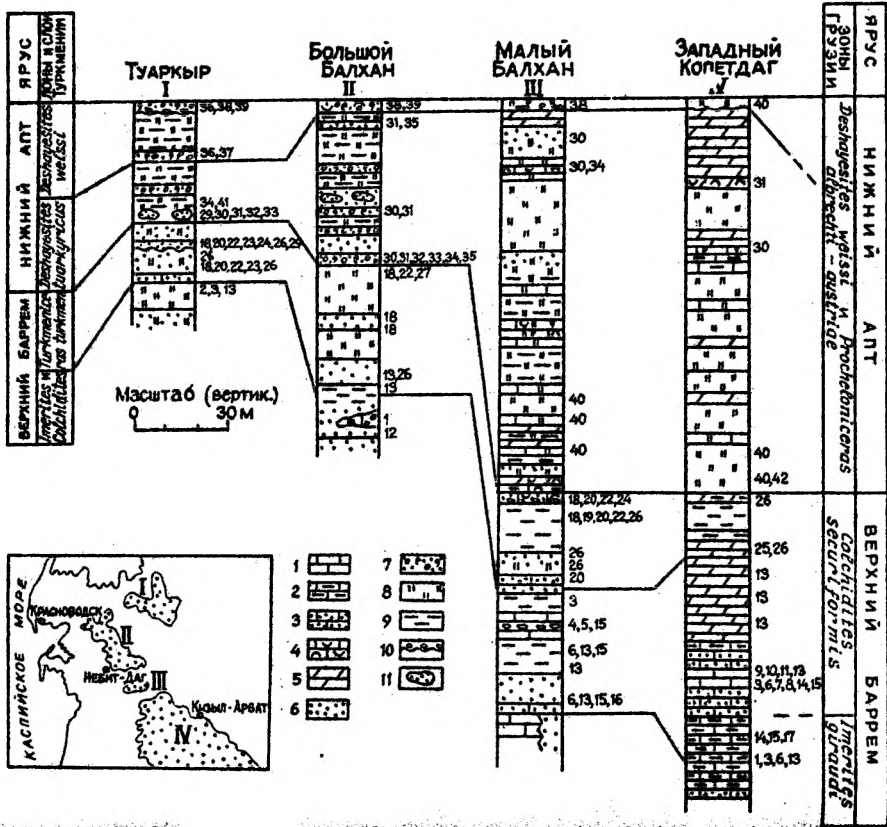 ЯРУС
ЗОНЫ И СЛОИ
ТУРКМЕНИИ
НИЖНИЙ АПТ
Deshayesites
weissi
Deshayesites
tuarkyricus
ВЕРХНИЙ БАРРЕМ
Imerites и Turkmeniceras
turkmen
ТУАРКЫР
I
36,38,39
36,37
34,41
29,30,31,32,33
18,20,22,23,24,26,29
18,20,22,23,26
2,3,13
БОЛЬШОЙ
БАЛХАН
II
38,39
31,35
30,31
30,31,32,33,34,35
18,22,27
18
18
13,26
13
1
12
МАЛЫЙ
БАЛХАН
III
38
30
30,34
40
40
40
18,20,22,24
18,19,20,22,26
26
26
20
3
4,5,15
6,13,15
13
6,13,15,16
ЗАПАДНЫЙ
КОПЕТДАГ
40
31
30
40
40,42
26
25,26
13
13
13
9,10,11,13
3,6,7,8,14,15
14,15,17
1,3,6,13
ЗОНЫ
ГРУЗИИ
ЯРУС
Deshayesites weissi и Procheloniceras
albrechti - austriae
НИЖНИЙ АПТ
Colchidites
securiformis
Imerites
giraudi
ВЕРХНИЙ БАРРЕМ
Масштаб (вертик.)
0 30 м
КАСПИЙСКОЕ МОРЕ
КРАСНОВОДСК
НЕБИТ-ДАГ
КЫЗЫЛ-АРВАТ
I
II
III
IV
1
2
3
4
5
6
7
8
9
10
11